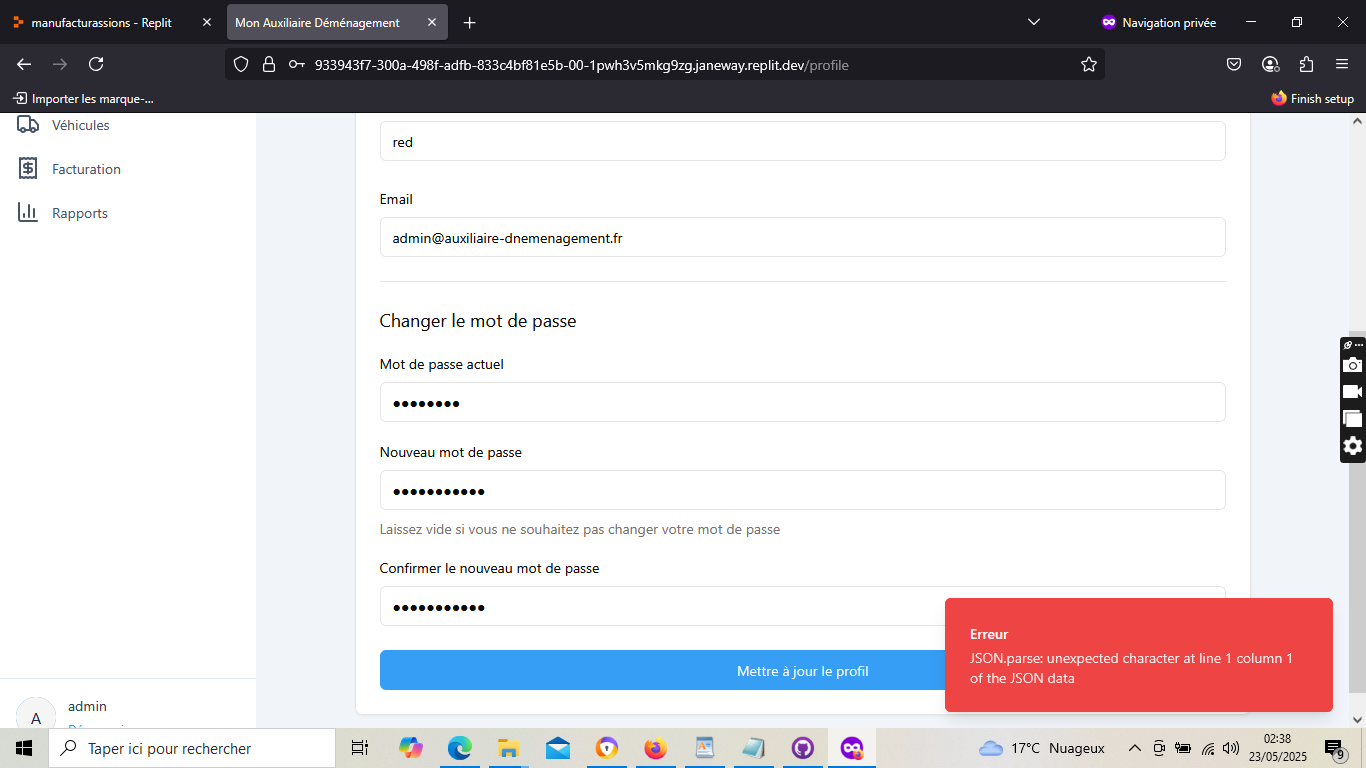 manufacturassions - Replit
Mon Auxiliaire Déménagement
Navigation privée
933943f7-300a-498f-adfb-833c4bf81e5b-00-1pwh3v5mkg9zg.janeway.replit.dev/profile
Importer les marque-...
Finish setup
Véhicules
Facturation
Rapports
red
Email
admin@auxiliaire-dnemenagement.fr
Changer le mot de passe
Mot de passe actuel
••••••••
Nouveau mot de passe
•••••••••••
Laissez vide si vous ne souhaitez pas changer votre mot de passe
Confirmer le nouveau mot de passe
•••••••••••
Mettre à jour le profil
Erreur
JSON.parse: unexpected character at line 1 column 1
of the JSON data
A
admin
Taper ici pour rechercher
17°C Nuageux
02:38
23/05/2025
9